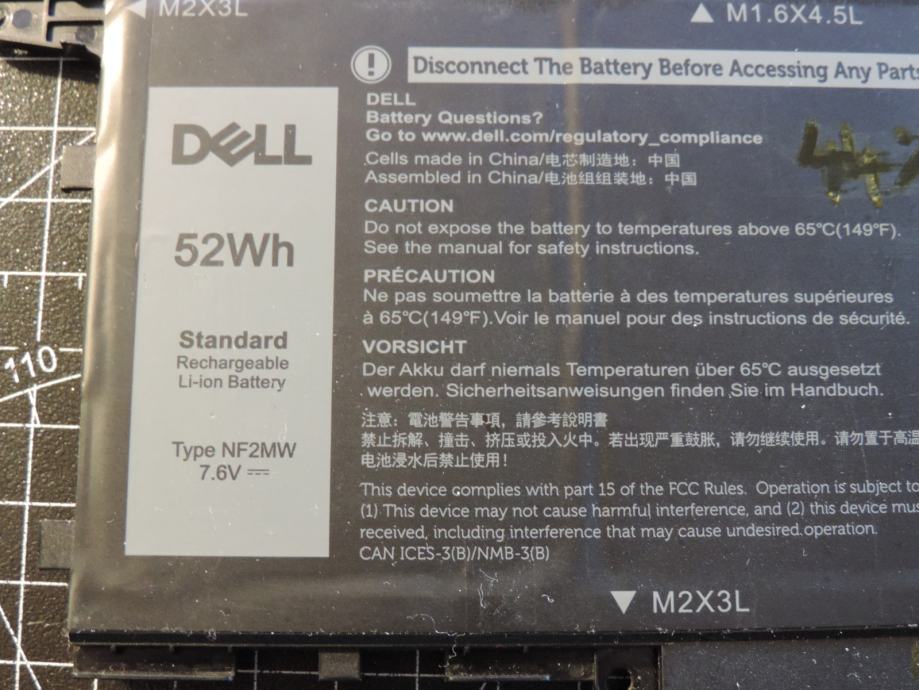 M2X3L
M1.6X4.5L
Disconnect The Battery Before Accessing Any Parts
DELL
52Wh
Standard
Rechargeable
Li-ion Battery
Type NF2MW
7.6V
DELL
Battery Questions?
Go to www.dell.com/regulatory_compliance
Cells made in China/电芯制造地：中国
Assembled in China/电池组组装地：中国
CAUTION
Do not expose the battery to temperatures above 65°C(149°F).
See the manual for safety instructions.
PRÉCAUTION
Ne pas soumettre la batterie à des temperatures supérieures
à 65°C(149°F).Voir le manuel pour des instructions de sécurité.
VORSICHT
Der Akku darf niemals Temperaturen über 65°C ausgesetzt
werden. Sicherheitsanweisungen finden Sie im Handbuch.
注意：電池警告事項，請參考說明書
禁止拆解、撞击、挤压或投入火中。若出现严重鼓胀，请勿继续使用。请勿置于高温
电池浸水后禁止使用！
This device complies with part 15 of the FCC Rules. Operation is subject to
(1) This device may not cause harmful interference, and (2) this device must
received, including interference that may cause undesired operation.
CAN ICES-3(B)/NMB-3(B)
M2X3L
110